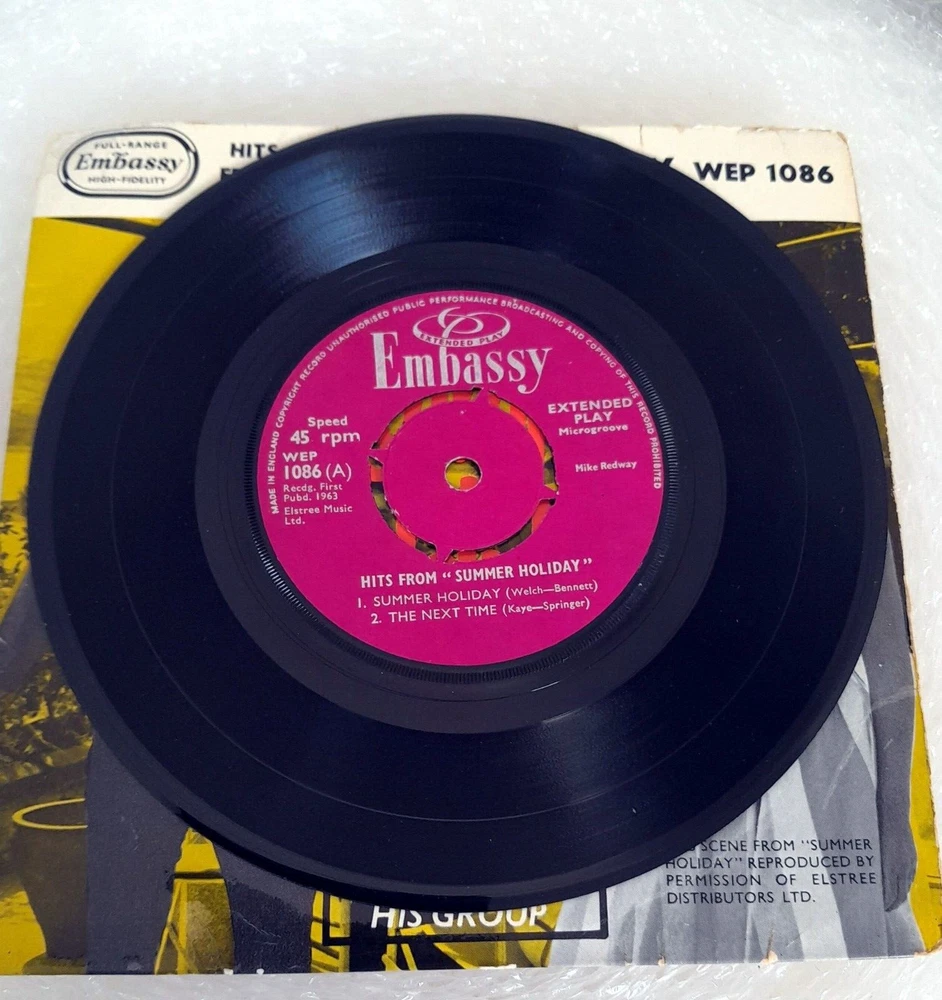 FULL-RANGE
Embassy
HIGH-FIDELITY
HITS
WEP 1086
MADE IN ENGLAND COPYRIGHT RECORD UNAUTHORISED PUBLIC PERFORMANCE BROADCASTING AND COPYING OF THIS RECORD PROHIBITED
EXTENDED PLAY
Embassy
Speed
45 rpm
WEP
1086 (A)
Recdg. First
Pubd. 1963
Elstree Music
Ltd.
EXTENDED
PLAY
Microgroove
Mike Redway
HITS FROM "SUMMER HOLIDAY"
1. SUMMER HOLIDAY (Welch—Bennett)
2. THE NEXT TIME (Kaye—Springer)
SCENE FROM "SUMMER
HOLIDAY" REPRODUCED BY
PERMISSION OF ELSTREE
DISTRIBUTORS LTD.
HIS GROUP